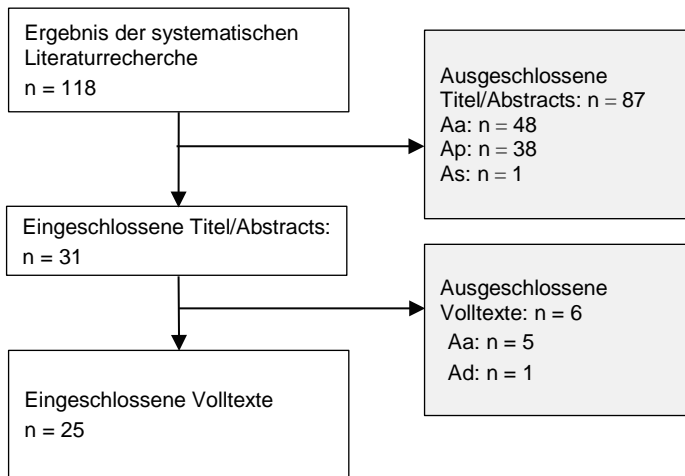 Ergebnis der systematischen
Literaturrecherche
n = 118
Ausgeschlossene
Titel/Abstracts: n = 87
Aa: n = 48
Ap: n = 38
As: n = 1
Eingeschlossene Titel/Abstracts:
n = 31
Ausgeschlossene
Volltexte: n = 6
Aa: n = 5
Ad: n = 1
Eingeschlossene Volltexte
n = 25